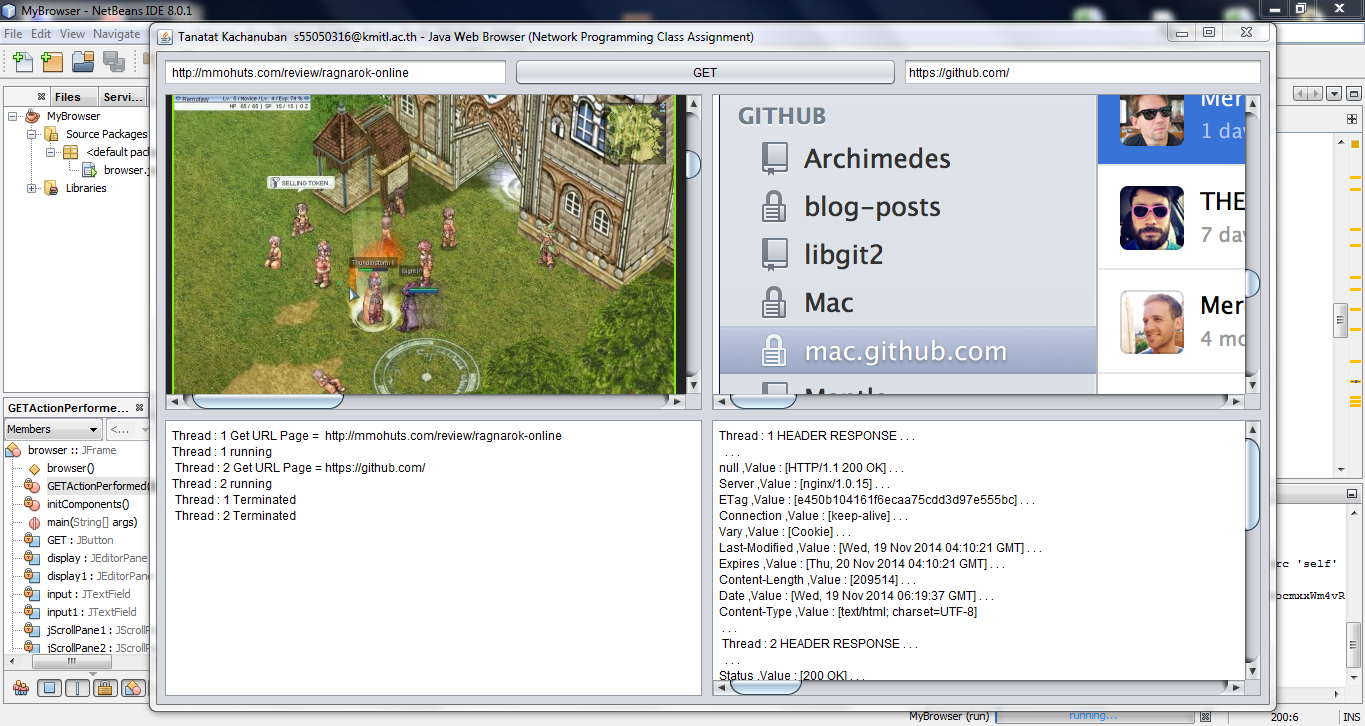 MyBrowser - NetBeans IDE 8.0.1
File Edit View Navigate
Tanatat Kachanuban s55050316@kmitl.ac.th - Java Web Browser (Network Programming Class Assignment)
http://mmohuts.com/review/ragnarok-online
GET
https://github.com/
Files
Servi...
MyBrowser
Source Packages
<default pac
browser.j
Libraries
SELLING TOKEN
GITHUB
Archimedes
blog-posts
libgit2
Mac
mac.github.com
Mer
1 da
THE
7 da
Mer
4 mo
GETActionPerforme...
Members
<...
browser :: JFrame
browser()
GETActionPerformed(
initComponents()
main(String[] args)
GET : JButton
display : JEditorPane
display1 : JEditorPan
input : JTextField
input1 : JTextField
jScrollPane1 : JScroll
jScrollPane2 : JScroll
Thread : 1 Get URL Page = http://mmohuts.com/review/ragnarok-online
Thread : 1 running
Thread : 2 Get URL Page = https://github.com/
Thread : 2 running
Thread : 1 Terminated
Thread : 2 Terminated
Thread : 1 HEADER RESPONSE . . .
. . .
null ,Value : [HTTP/1.1 200 OK] . . .
Server ,Value : [nginx/1.0.15] . . .
ETag ,Value : [e450b104161f6ecaa75cdd3d97e555bc] . . .
Connection ,Value : [keep-alive] . . .
Vary ,Value : [Cookie] . . .
Last-Modified ,Value : [Wed, 19 Nov 2014 04:10:21 GMT] . . .
Expires ,Value : [Thu, 20 Nov 2014 04:10:21 GMT] . . .
Content-Length ,Value : [209514] . . .
Date ,Value : [Wed, 19 Nov 2014 06:19:37 GMT] . . .
Content-Type ,Value : [text/html; charset=UTF-8]
. . .
Thread : 2 HEADER RESPONSE . . .
. . .
Status ,Value : [200 OK] . . .
rc 'self'
ocmxxWm4vR
MyBrowser (run)
running...
200:6
INS